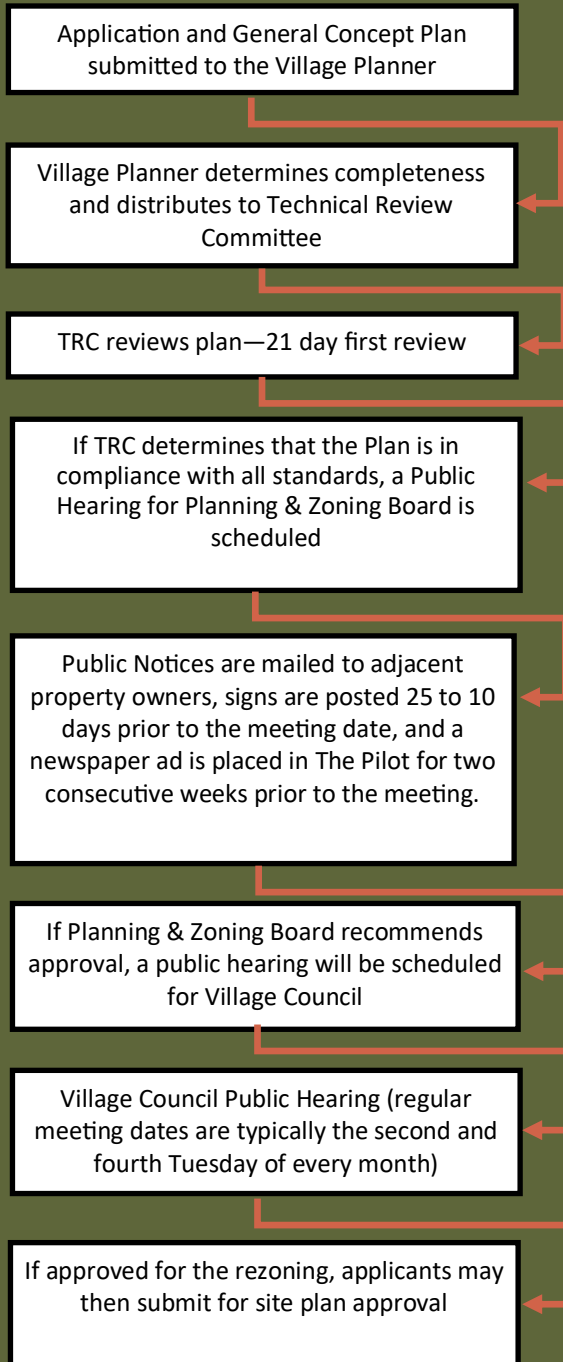 Application and General Concept Plan
submitted to the Village Planner
Village Planner determines completeness
and distributes to Technical Review
Committee
TRC reviews plan—21 day first review
If TRC determines that the Plan is in
compliance with all standards, a Public
Hearing for Planning & Zoning Board is
scheduled
Public Notices are mailed to adjacent
property owners, signs are posted 25 to 10
days prior to the meeting date, and a
newspaper ad is placed in The Pilot for two
consecutive weeks prior to the meeting.
If Planning & Zoning Board recommends
approval, a public hearing will be scheduled
for Village Council
Village Council Public Hearing (regular
meeting dates are typically the second and
fourth Tuesday of every month)
If approved for the rezoning, applicants may
then submit for site plan approval